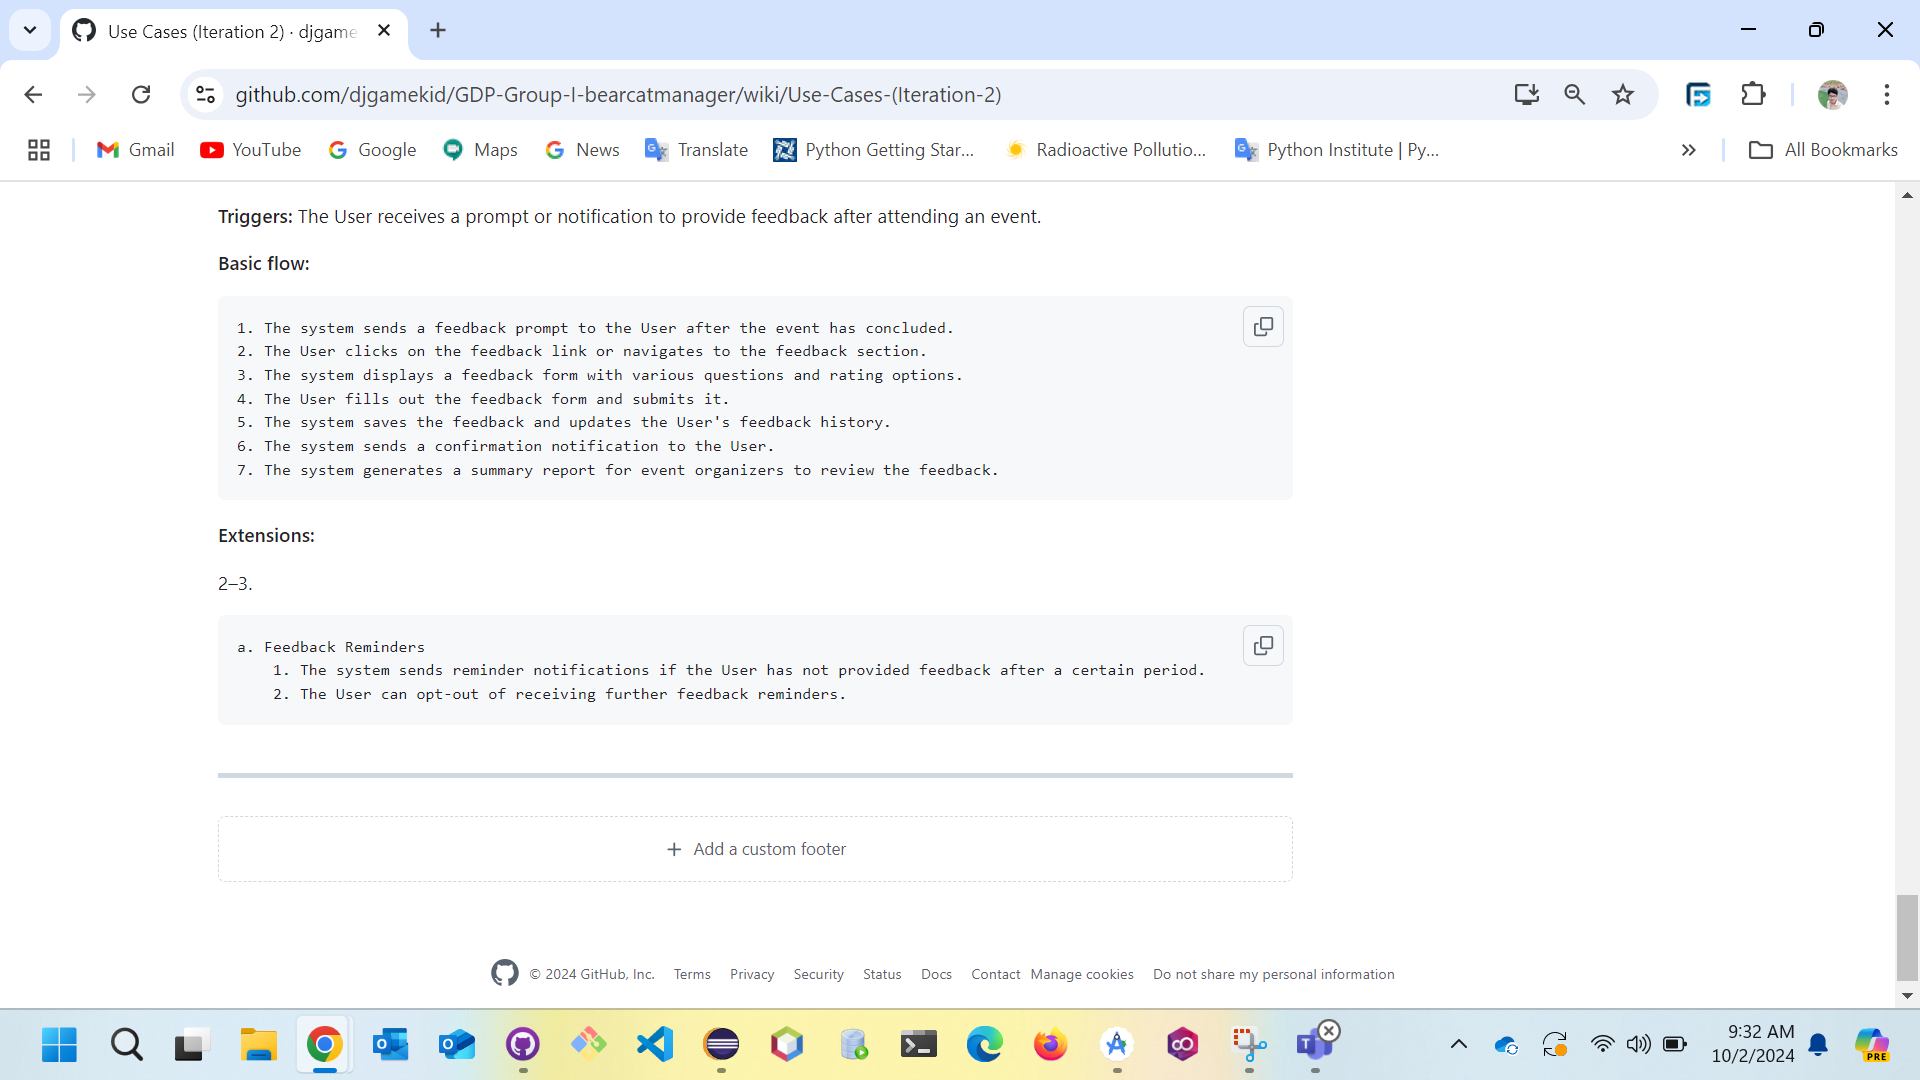 Use Cases (Iteration 2) · djgame
github.com/djgamekid/GDP-Group-I-bearcatmanager/wiki/Use-Cases-(Iteration-2)
Gmail YouTube Google Maps News Translate Python Getting Star... Radioactive Pollutio... Python Institute | Py... All Bookmarks
Triggers: The User receives a prompt or notification to provide feedback after attending an event.
Basic flow:
1. The system sends a feedback prompt to the User after the event has concluded.
2. The User clicks on the feedback link or navigates to the feedback section.
3. The system displays a feedback form with various questions and rating options.
4. The User fills out the feedback form and submits it.
5. The system saves the feedback and updates the User's feedback history.
6. The system sends a confirmation notification to the User.
7. The system generates a summary report for event organizers to review the feedback.
Extensions:
2–3.
a. Feedback Reminders
1. The system sends reminder notifications if the User has not provided feedback after a certain period.
2. The User can opt-out of receiving further feedback reminders.
Add a custom footer
© 2024 GitHub, Inc. Terms Privacy Security Status Docs Contact Manage cookies Do not share my personal information
9:32 AM
10/2/2024
PRE